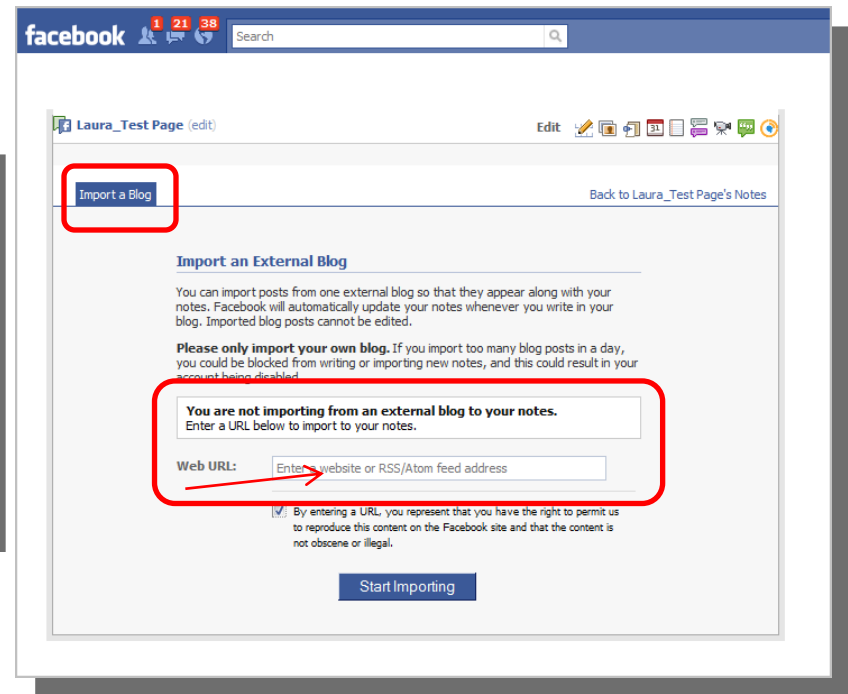 facebook 1 21 38 Search
Laura_Test Page (edit) Edit 31
Import a Blog Back to Laura_Test Page's Notes
Import an External Blog
You can import posts from one external blog so that they appear along with your
notes. Facebook will automatically update your notes whenever you write in your
blog. Imported blog posts cannot be edited.
Please only import your own blog. If you import too many blog posts in a day,
you could be blocked from writing or importing new notes, and this could result in your
account being disabled.
You are not importing from an external blog to your notes.
Enter a URL below to import to your notes.
Web URL: Enter a website or RSS/Atom feed address
By entering a URL, you represent that you have the right to permit us
to reproduce this content on the Facebook site and that the content is
not obscene or illegal.
Start Importing